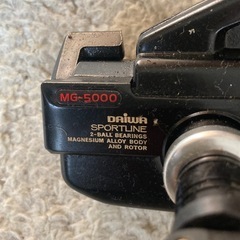 MG-5000
DAIWA
SPORTLINE
2-BALL BEARINGS
MAGNESIUM ALLOY BODY
AND ROTOR